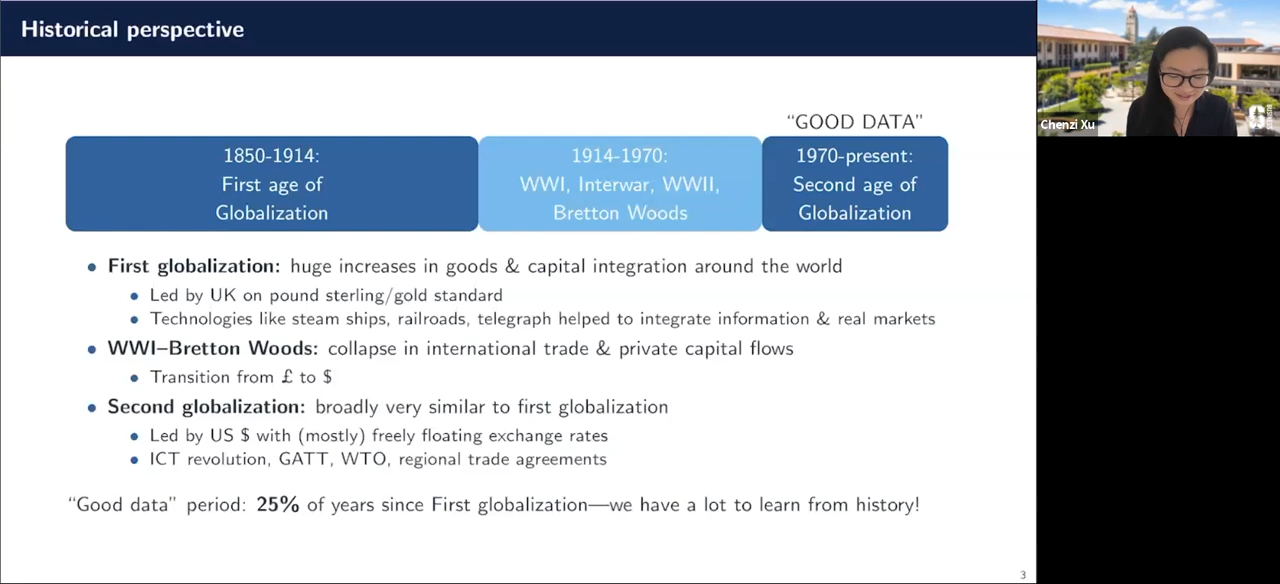 Historical perspective
"GOOD DATA"
1850-1914:
First age of
Globalization
1914-1970:
WWI, Interwar, WWII,
Bretton Woods
1970-present:
Second age of
Globalization
• First globalization: huge increases in goods & capital integration around the world
• Led by UK on pound sterling/gold standard
• Technologies like steam ships, railroads, telegraph helped to integrate information & real markets
• WWI–Bretton Woods: collapse in international trade & private capital flows
• Transition from £ to $
• Second globalization: broadly very similar to first globalization
• Led by US $ with (mostly) freely floating exchange rates
• ICT revolution, GATT, WTO, regional trade agreements
"Good data" period: 25% of years since First globalization—we have a lot to learn from history!
3
Chenzi Xu